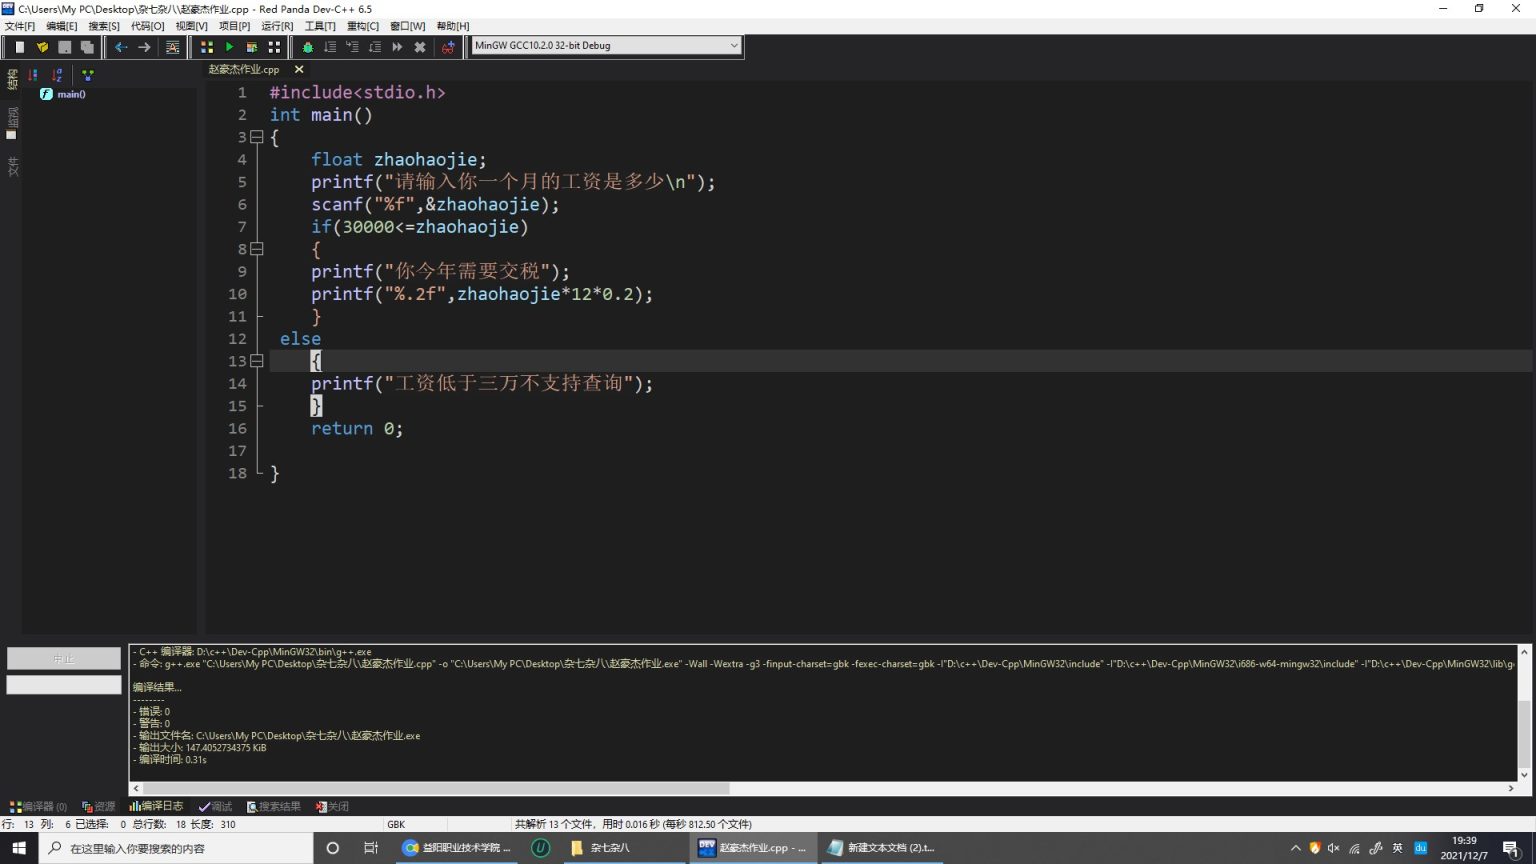 C:\Users\My PC\Desktop\杂七杂八\赵豪杰作业.cpp - Red Panda Dev-C++ 6.5
文件[F] 编辑[E] 搜索[S] 代码[O] 视图[V] 项目[P] 运行[R] 工具[T] 重构[C] 窗口[W] 帮助[H]
MinGW GCC10.2.0 32-bit Debug
结构
监视
文件
main()
赵豪杰作业.cpp
1 #include<stdio.h>
2 int main()
3 {
4 float zhaohaojie;
5 printf("请输入你一个月的工资是多少\n");
6 scanf("%f",&zhaohaojie);
7 if(30000<=zhaohaojie)
8 {
9 printf("你今年需要交税");
10 printf("%.2f",zhaohaojie*12*0.2);
11 }
12 else
13 {
14 printf("工资低于三万不支持查询");
15 }
16 return 0;
17
18 }
中止
- C++ 编译器: D:\c++\Dev-Cpp\MinGW32\bin\g++.exe
- 命令: g++.exe "C:\Users\My PC\Desktop\杂七杂八\赵豪杰作业.cpp" -o "C:\Users\My PC\Desktop\杂七杂八\赵豪杰作业.exe" -Wall -Wextra -g3 -finput-charset=gbk -fexec-charset=gbk -I"D:\c++\Dev-Cpp\MinGW32\include" -I"D:\c++\Dev-Cpp\MinGW32\i686-w64-mingw32\include" -I"D:\c++\Dev-Cpp\MinGW32\lib\g
编译结果...
--------
- 错误: 0
- 警告: 0
- 输出文件名: C:\Users\My PC\Desktop\杂七杂八\赵豪杰作业.exe
- 输出大小: 147.4052734375 KiB
- 编译时间: 0.31s
编译器 (0) 资源 编译日志 调试 搜索结果 关闭
行: 13 列: 6 已选择: 0 总行数: 18 长度: 310 GBK 共解析 13 个文件，用时 0.016 秒 (每秒 812.50 个文件)
在这里输入你要搜索的内容
益阳职业技术学院 ...
杂七杂八
赵豪杰作业.cpp - ...
新建文本文档 (2).t...
英
du
19:39
2021/12/7
1